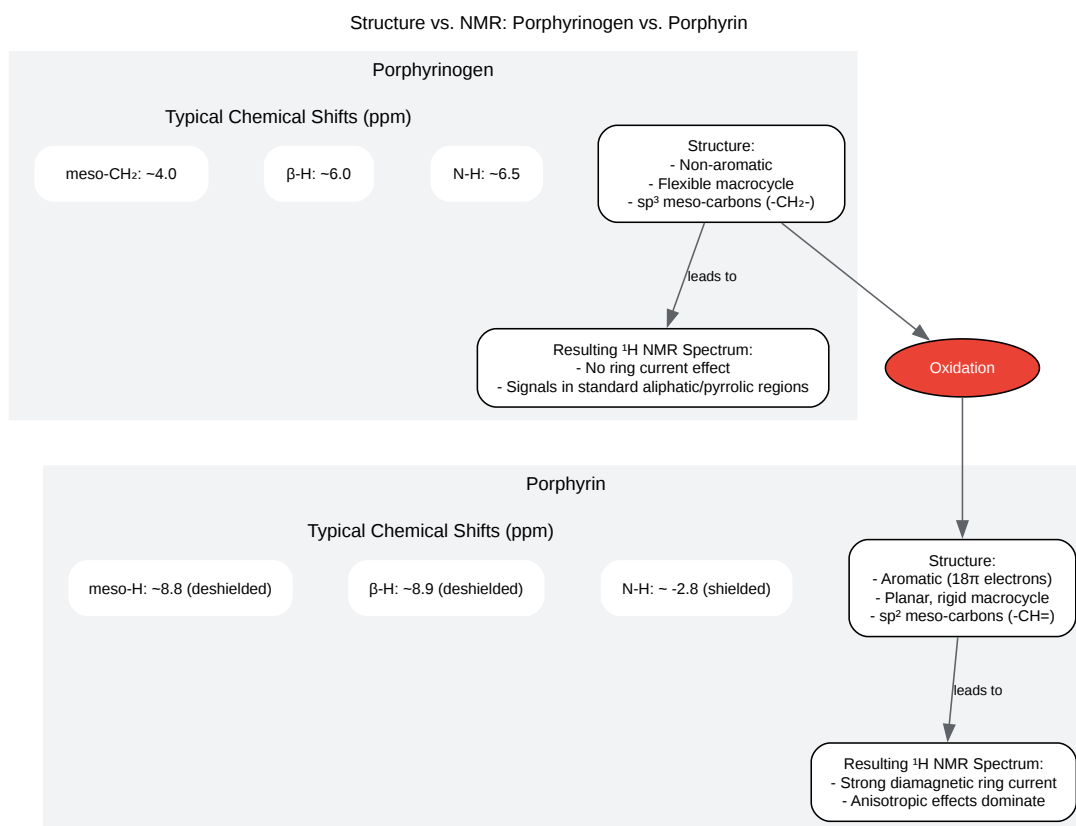 Structure vs. NMR: Porphyrinogen vs. Porphyrin
Porphyrinogen
Typical Chemical Shifts (ppm)
meso-CH₂: ~4.0
β-H: ~6.0
N-H: ~6.5
Structure:
- Non-aromatic
- Flexible macrocycle
- sp³ meso-carbons (-CH₂-)
leads to
Resulting ¹H NMR Spectrum:
- No ring current effect
- Signals in standard aliphatic/pyrrolic regions
Oxidation
Porphyrin
Typical Chemical Shifts (ppm)
meso-H: ~8.8 (deshielded)
β-H: ~8.9 (deshielded)
N-H: ~ -2.8 (shielded)
Structure:
- Aromatic (18π electrons)
- Planar, rigid macrocycle
- sp² meso-carbons (-CH=)
leads to
Resulting ¹H NMR Spectrum:
- Strong diamagnetic ring current
- Anisotropic effects dominate